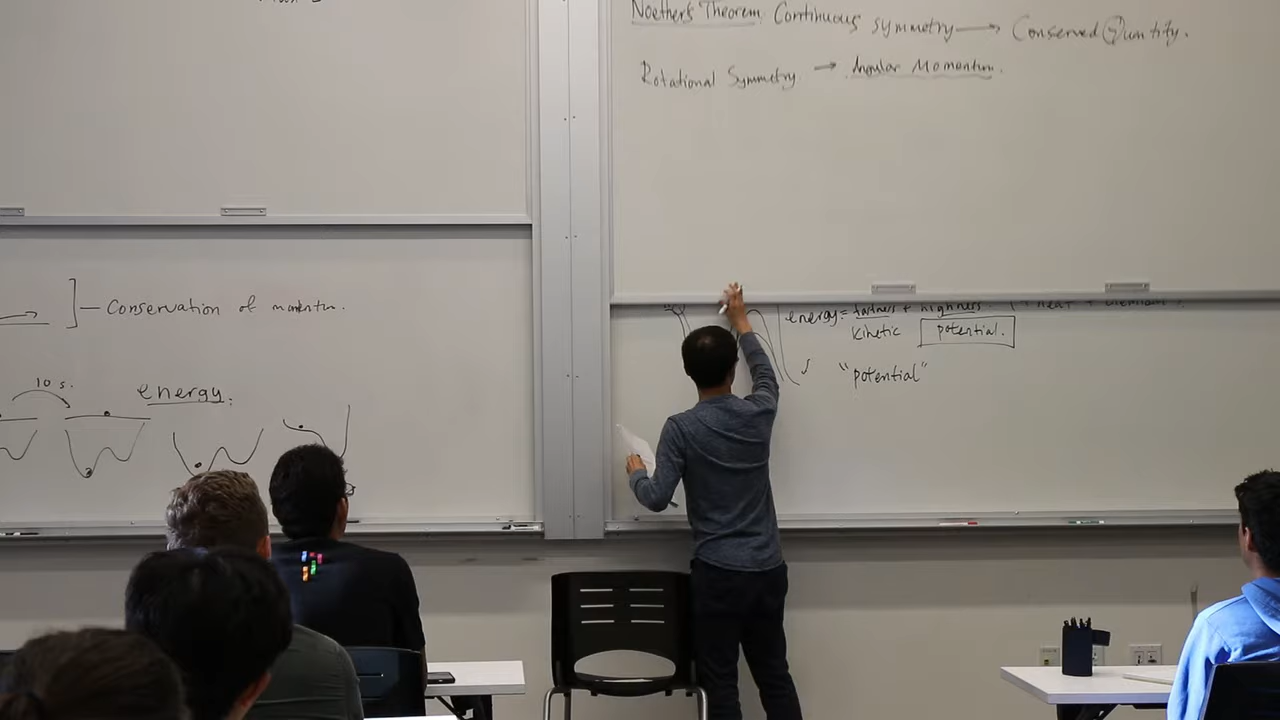 Noether's Theorem: Continuous symmetry → Conserved Quantity.
Rotational Symmetry → Angular Momentum.
] — Conservation of momentum.
10 s.
energy.
energy = fastness + highness.
kinetic potential.
"potential"